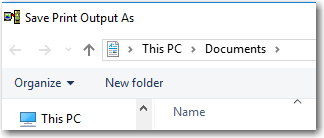 Save Print Output As
This PC > Documents >
Organize New folder
This PC Name